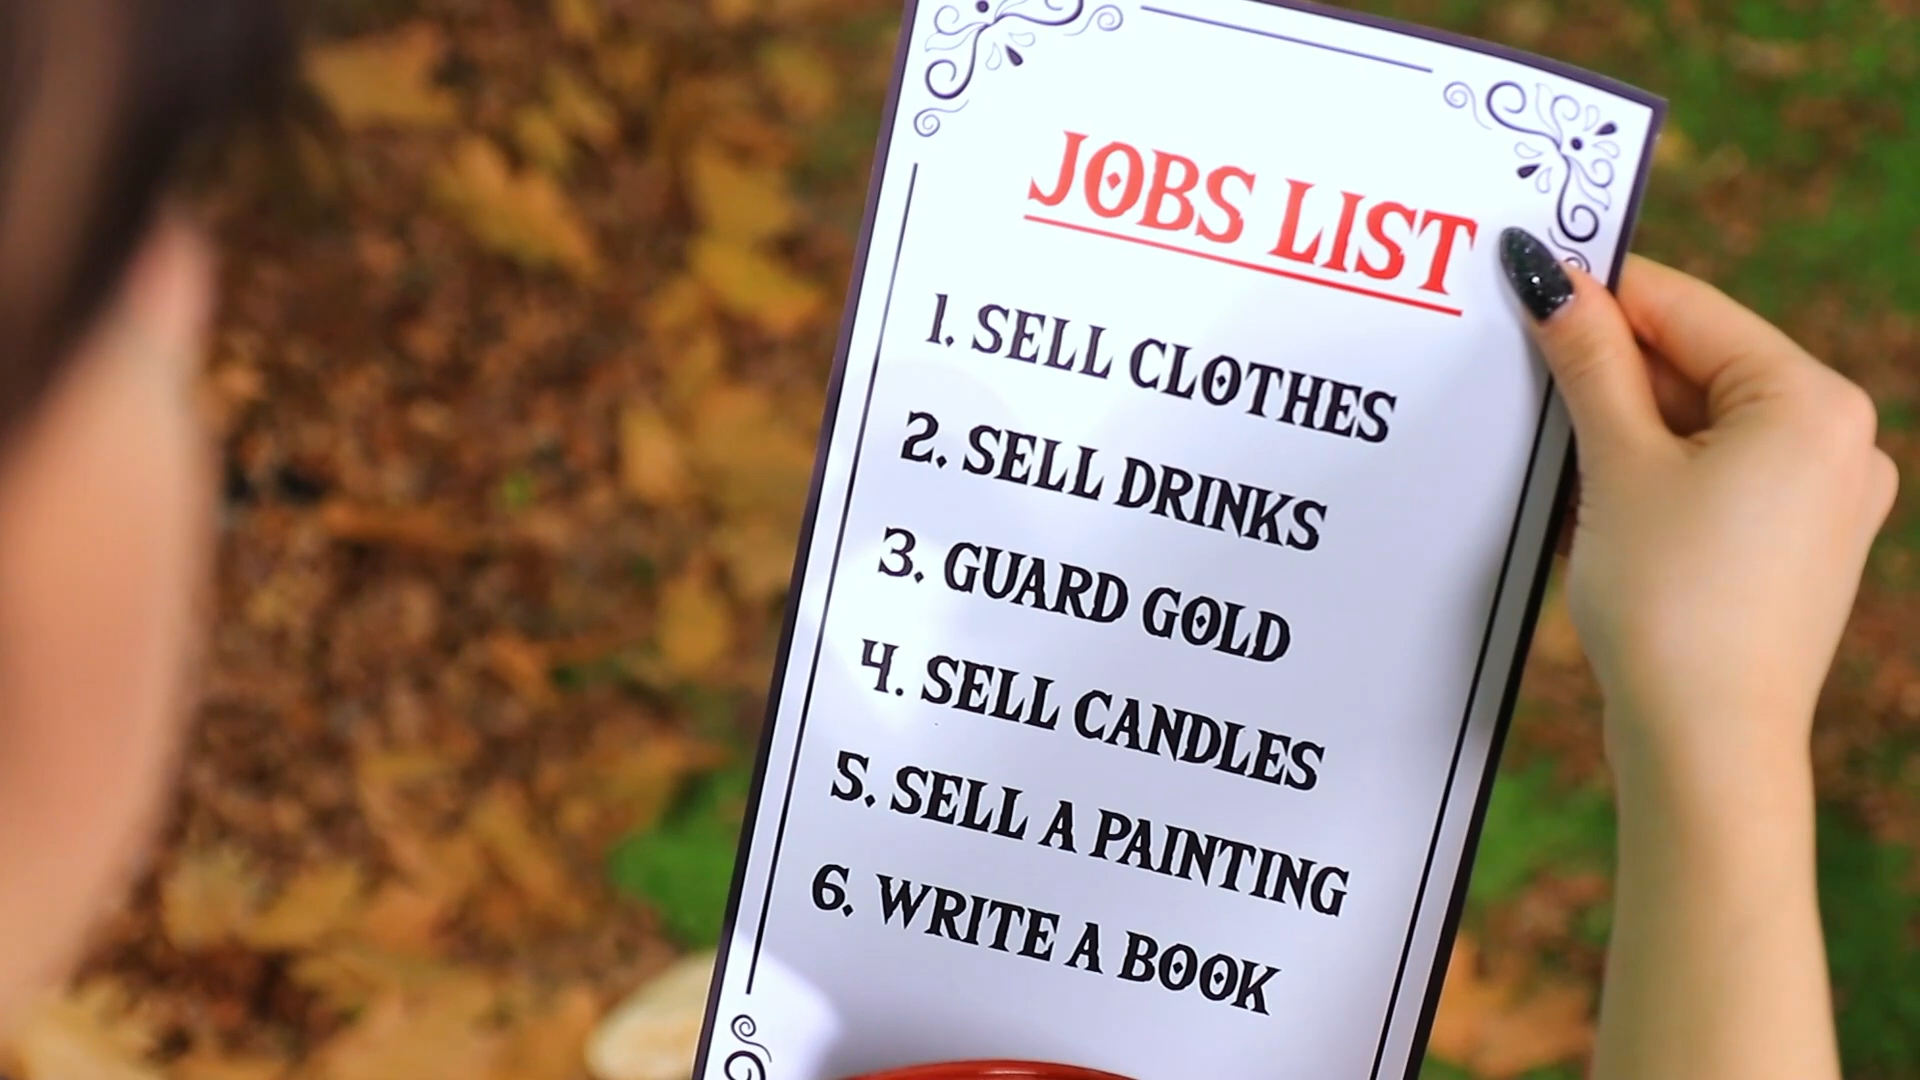 JOBS LIST
1. SELL CLOTHES
2. SELL DRINKS
3. GUARD GOLD
4. SELL CANDLES
5. SELL A PAINTING
6. WRITE A BOOK